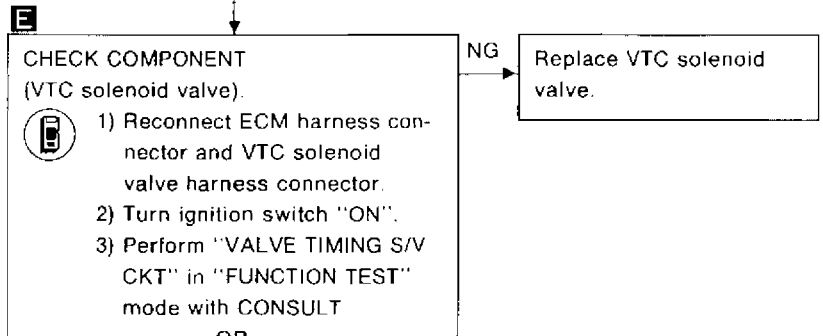 E
CHECK COMPONENT
(VTC solenoid valve).
1) Reconnect ECM harness con-
nector and VTC solenoid
valve harness connector.
2) Turn ignition switch "ON".
3) Perform "VALVE TIMING S/V
CKT" in "FUNCTION TEST"
mode with CONSULT
OR
NG
Replace VTC solenoid
valve.